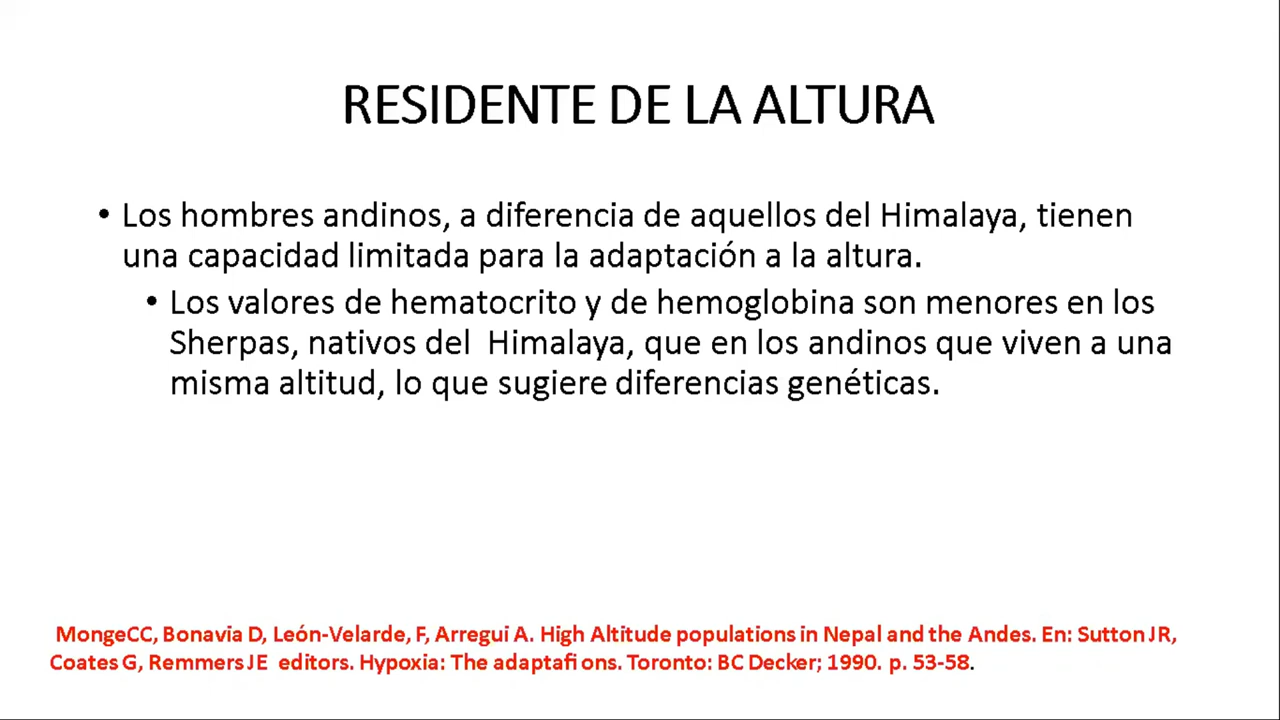 RESIDENTE DE LA ALTURA
• Los hombres andinos, a diferencia de aquellos del Himalaya, tienen
una capacidad limitada para la adaptación a la altura.
• Los valores de hematocrito y de hemoglobina son menores en los
Sherpas, nativos del  Himalaya, que en los andinos que viven a una
misma altitud, lo que sugiere diferencias genéticas.
MongeCC, Bonavia D, León-Velarde, F, Arregui A. High Altitude populations in Nepal and the Andes. En: Sutton JR,
Coates G, Remmers JE  editors. Hypoxia: The adaptafi ons. Toronto: BC Decker; 1990. p. 53-58.